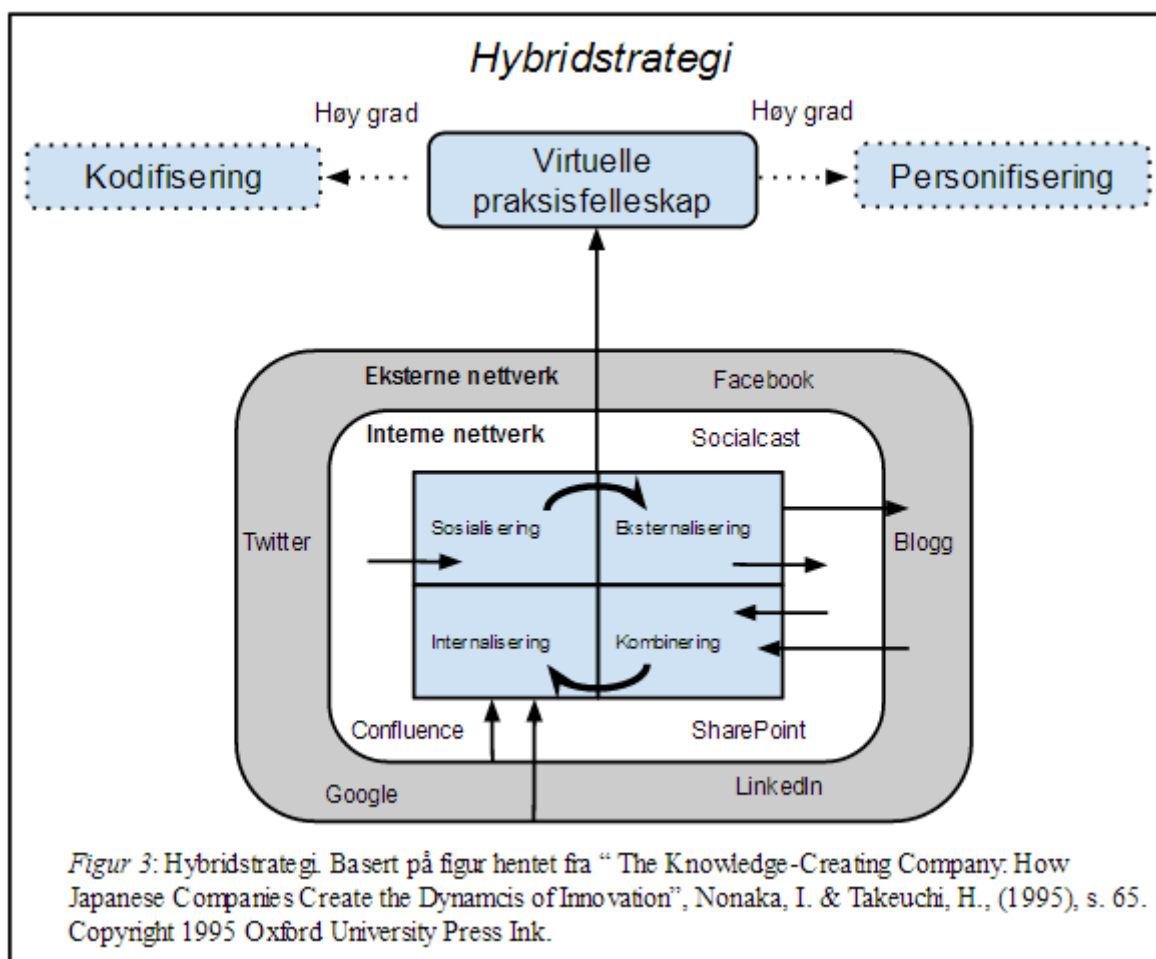 Hybridstrategi
Høy grad
Høy grad
Kodifisering
Virtuelle
praksisfelleskap
Personifisering
Eksterne nettverk
Facebook
Interne nettverk
Socialcast
Sosialisering
Eksternalisering
Twitter
Blogg
Internalisering
Kombinering
Confluence
SharePoint
Google
LinkedIn
Figur 3: Hybridstrategi. Basert på figur hentet fra “ The Knowledge-Creating Company: How
Japanese Companies Create the Dynamcis of Innovation”, Nonaka, I. & Takeuchi, H., (1995), s. 65.
Copyright 1995 Oxford University Press Ink.